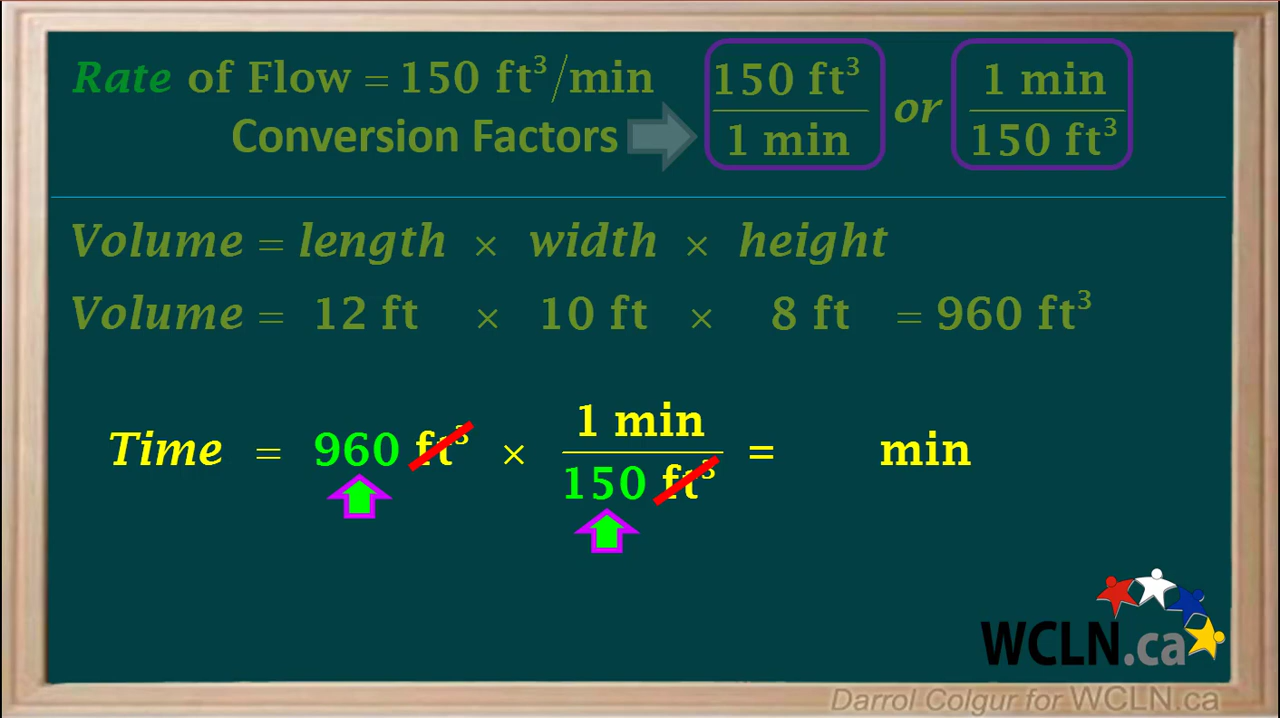 Rate of Flow = 150 ft³/min
Conversion Factors
150 ft³
1 min
or
1 min
150 ft³
Volume = length × width × height
Volume = 12 ft × 10 ft × 8 ft = 960 ft³
Time = 960 ft³ × 1 min / 150 ft³ = min
WCLN.ca
Darrol Colgur for WCLN.ca